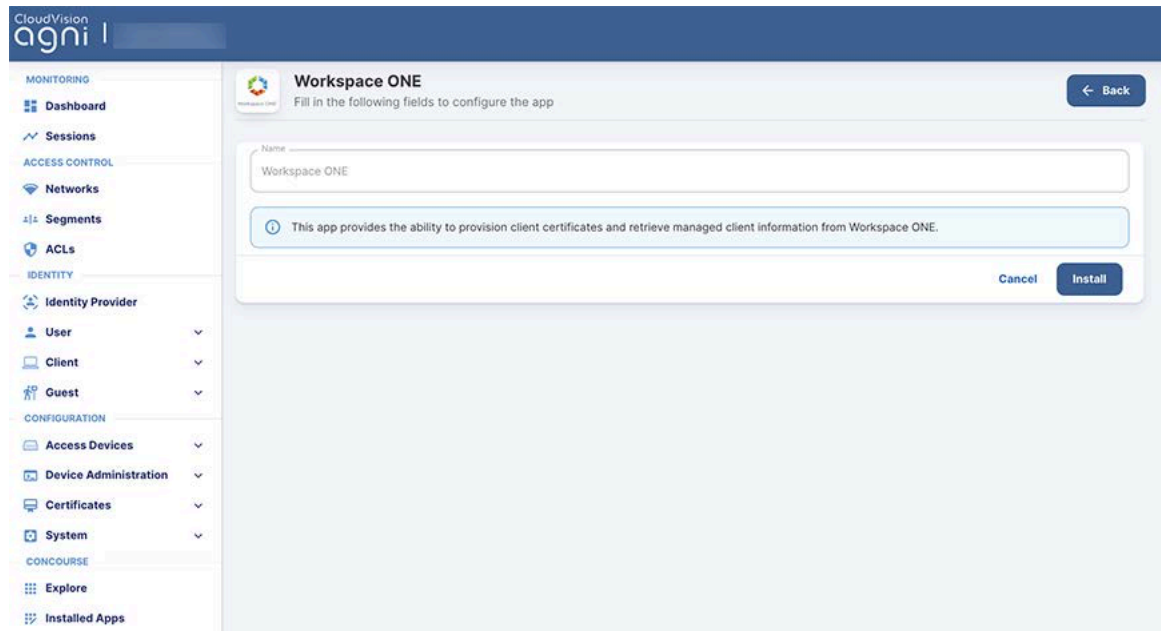 CloudVision
agni
MONITORING
Dashboard
Sessions
ACCESS CONTROL
Networks
Segments
ACLs
IDENTITY
Identity Provider
User
Client
Guest
CONFIGURATION
Access Devices
Device Administration
Certificates
System
CONCOURSE
Explore
Installed Apps
Workspace ONE
Workspace ONE
Fill in the following fields to configure the app
Back
Name
Workspace ONE
This app provides the ability to provision client certificates and retrieve managed client information from Workspace ONE.
Cancel
Install